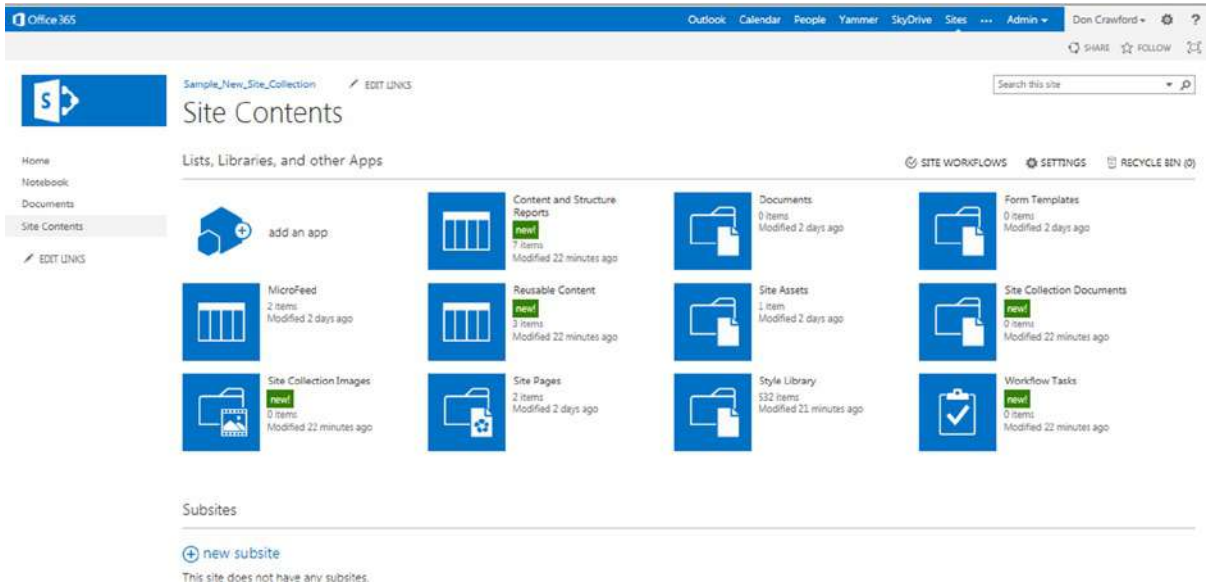 Office 365
Outlook Calendar People Yammer SkyDrive Sites ••• Admin Don Crawford ?
SHARE FOLLOW
S
Sample_New_Site_Collection EDIT LINKS
Search this site
Site Contents
Home
Notebook
Documents
Site Contents
EDIT LINKS
Lists, Libraries, and other Apps
SITE WORKFLOWS SETTINGS RECYCLE BIN (0)
add an app
Content and Structure
Reports
new!
7 items
Modified 22 minutes ago
Documents
0 items
Modified 2 days ago
Form Templates
0 items
Modified 2 days ago
MicroFeed
2 items
Modified 2 days ago
Reusable Content
new!
3 items
Modified 22 minutes ago
Site Assets
1 item
Modified 2 days ago
Site Collection Documents
new!
0 items
Modified 22 minutes ago
Site Collection Images
new!
0 items
Modified 22 minutes ago
Site Pages
2 items
Modified 2 days ago
Style Library
532 items
Modified 21 minutes ago
Workflow Tasks
new!
0 items
Modified 22 minutes ago
Subsites
new subsite
This site does not have any subsites.